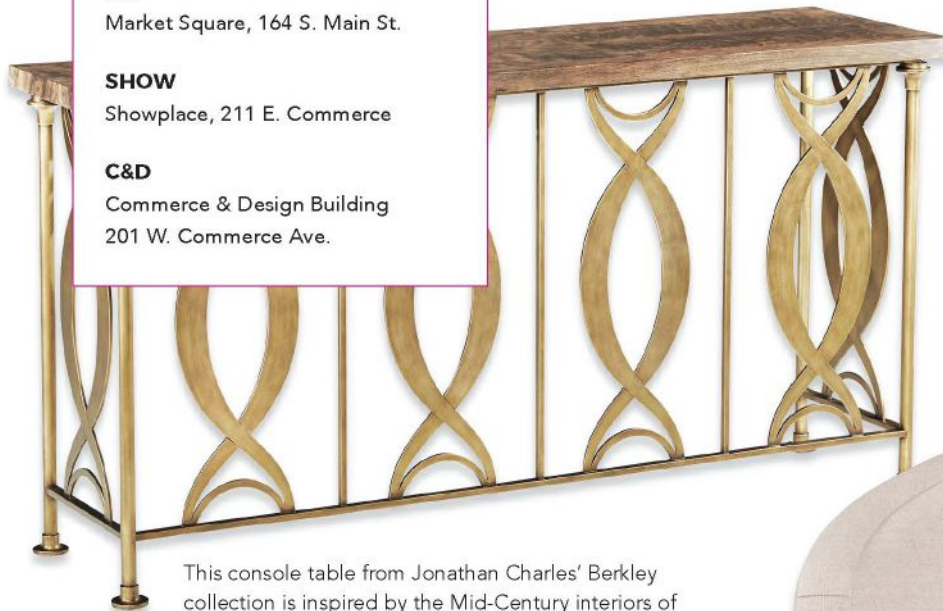 Market Square, 164 S. Main St.
SHOW
Showplace, 211 E. Commerce
C&D
Commerce & Design Building
201 W. Commerce Ave.
This console table from Jonathan Charles’ Berkley
collection is inspired by the Mid-Century interiors of